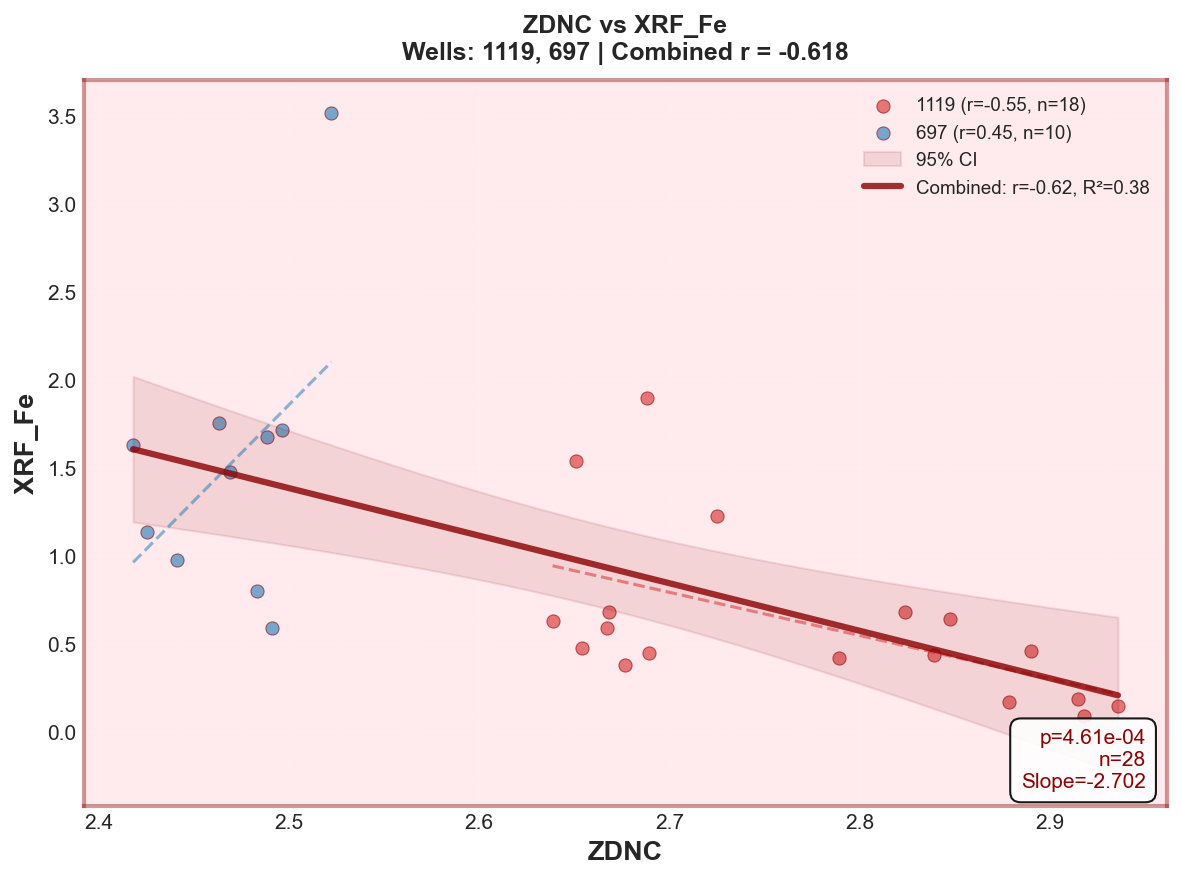 ZDNC vs XRF_Fe
Wells: 1119, 697 | Combined r = -0.618
1119 (r=-0.55, n=18)
697 (r=0.45, n=10)
95% CI
Combined: r=-0.62, R²=0.38
XRF_Fe
3.5
3.0
2.5
2.0
1.5
1.0
0.5
0.0
p=4.61e-04
n=28
Slope=-2.702
2.4 2.5 2.6 2.7 2.8 2.9
ZDNC